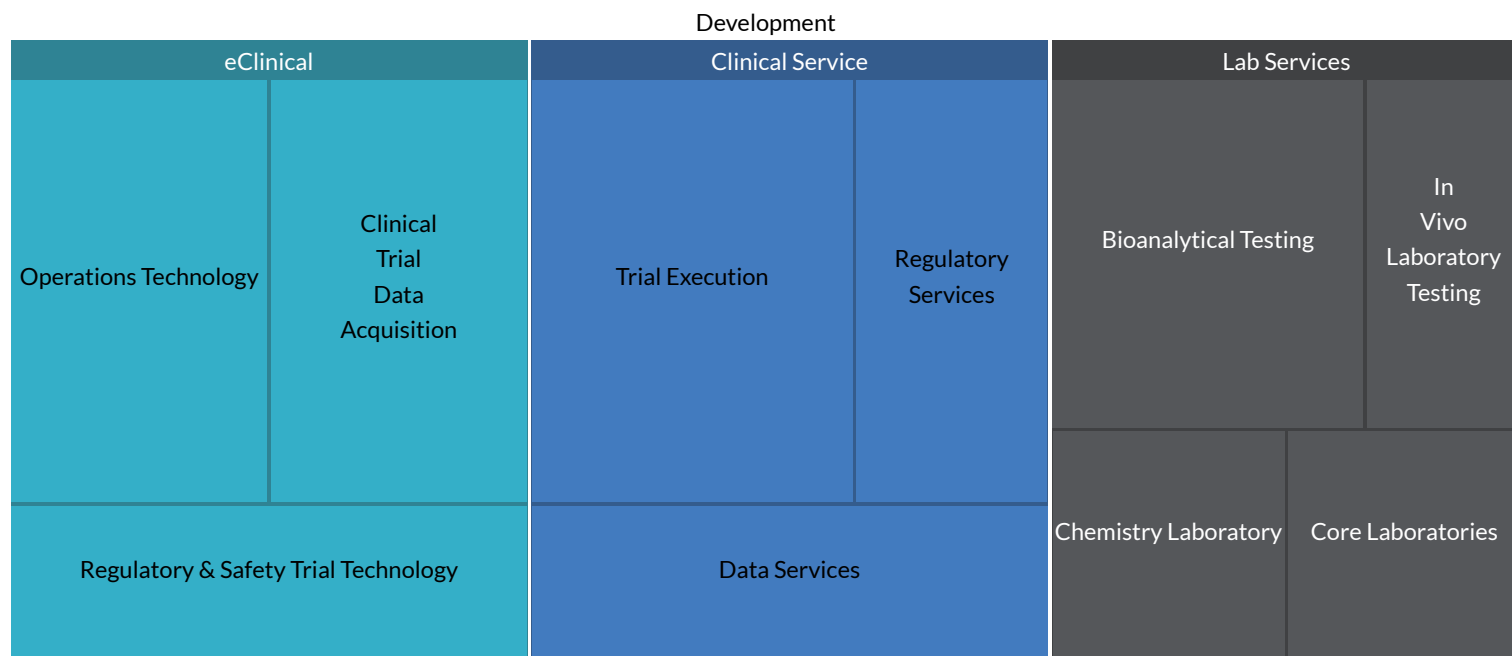 Development
eClinical
Operations Technology
Clinical
Trial
Data
Acquisition
Regulatory & Safety Trial Technology
Clinical Service
Trial Execution
Regulatory
Services
Data Services
Lab Services
Bioanalytical Testing
In
Vivo
Laboratory
Testing
Chemistry Laboratory
Core Laboratories